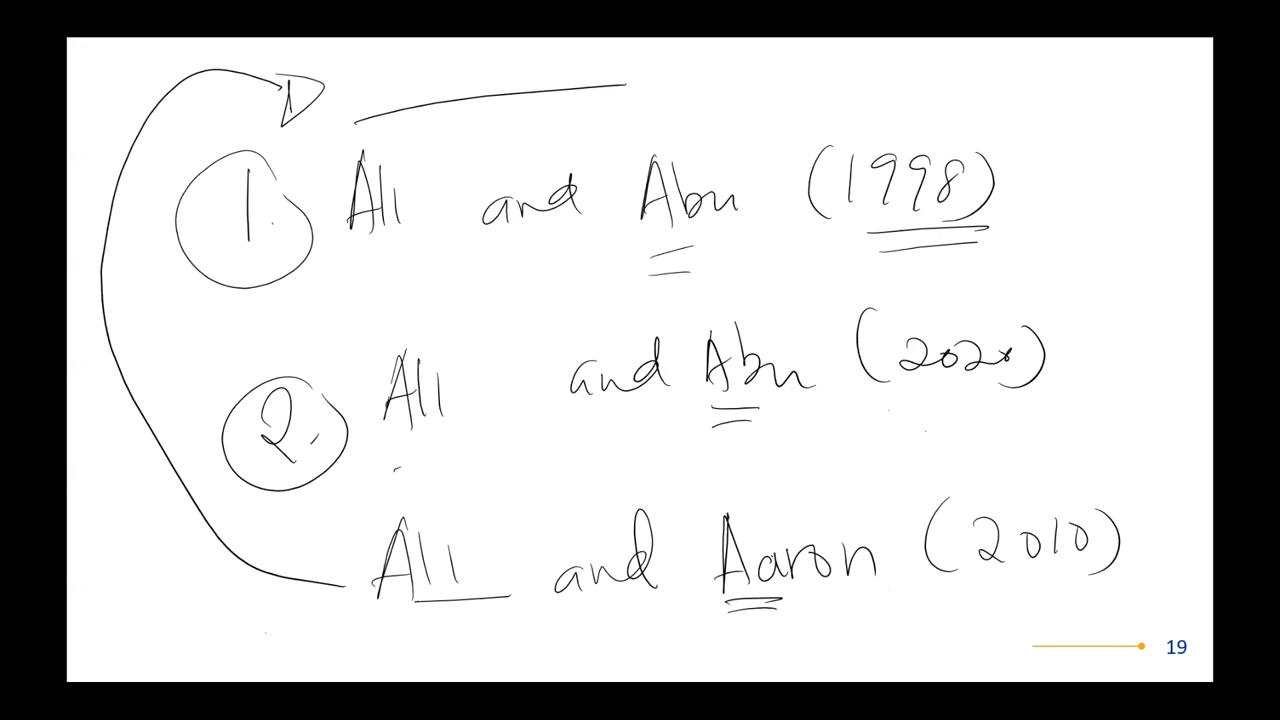 1. Ali and Abu (1998)
2. Ali and Abu (2020)
Ali and Aaron (2010)
19